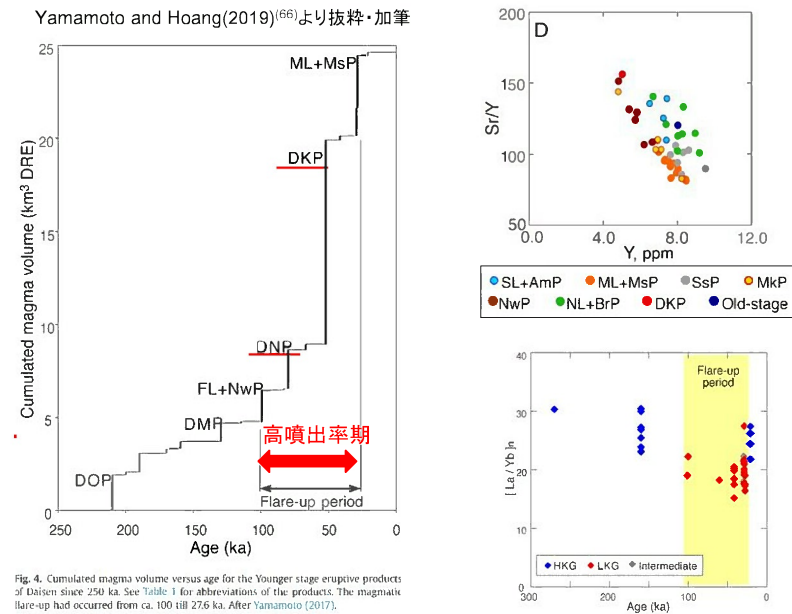 Yamamoto and Hoang(2019)(66)より抜粋・加筆
Cumulated magma volume (km3 DRE)
25
20
15
10
5
0
ML+MsP
DKP
DNP
FL+NwP
DMP
DOP
高噴出率期
Flare-up period
250 200 150 100 50 0
Age (ka)
Fig. 4. Cumulated magma volume versus age for the Younger stage eruptive products
of Daisen since 250 ka. See Table 1 for abbreviations of the products. The magmatic
flare-up had occurred from ca. 100 till 27.6 ka. After Yamamoto (2017).
D
Sr/Y
200
150
100
50
0.0 4.0 8.0 12.0
Y, ppm
SL+AmP ML+MsP SsP MkP
NwP NL+BrP DKP Old-stage
[ La / Yb ]n
40
30
20
10
0
Flare-up
period
HKG LKG Intermediate
300 200 100 0
Age (ka)